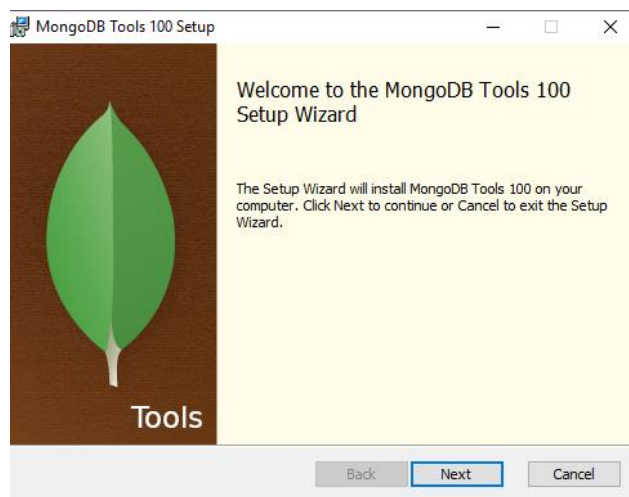 MongoDB Tools 100 Setup
Welcome to the MongoDB Tools 100
Setup Wizard
The Setup Wizard will install MongoDB Tools 100 on your
computer. Click Next to continue or Cancel to exit the Setup
Wizard.
Tools
Back Next Cancel